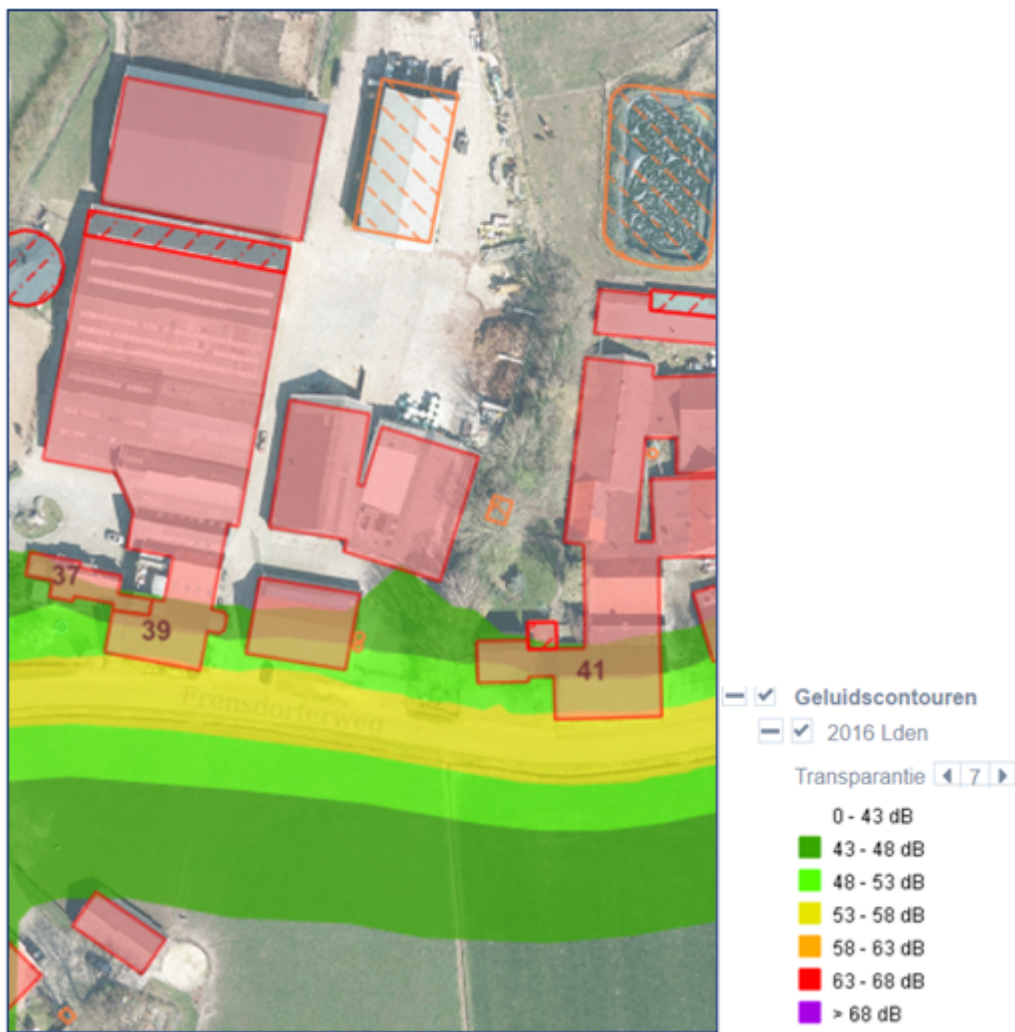 37
39
41
Frensdorferweg
Geluidscontouren
2016 Lden
Transparantie 7
0 - 43 dB
43 - 48 dB
48 - 53 dB
53 - 58 dB
58 - 63 dB
63 - 68 dB
> 68 dB